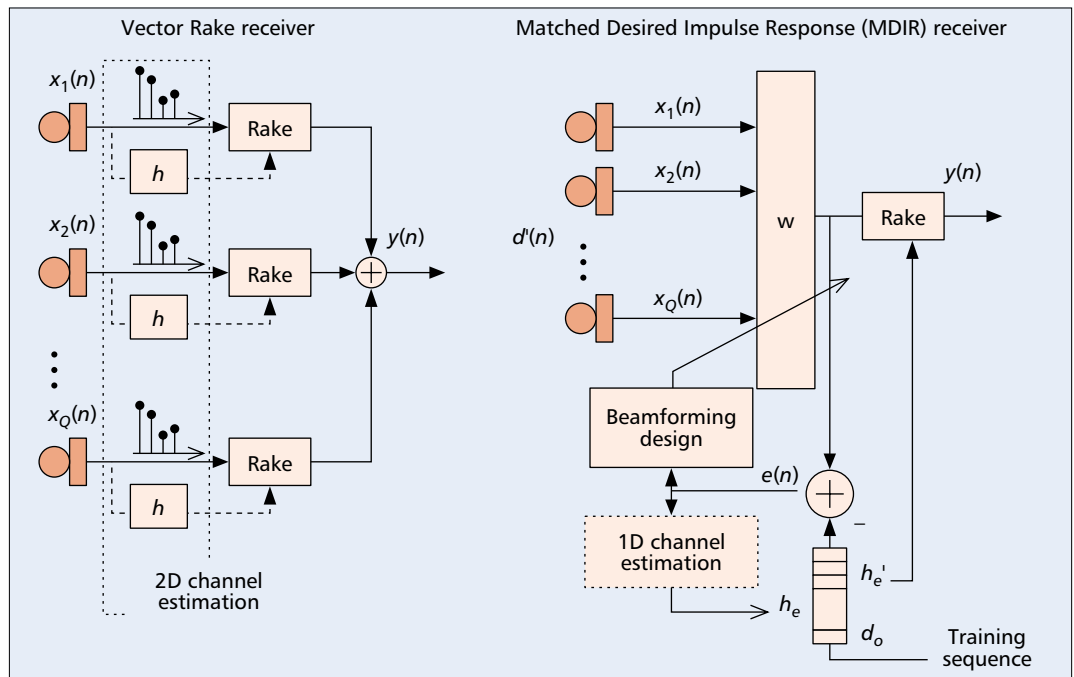 Vector Rake receiver
x1(n)
Rake
h
x2(n)
y(n)
Rake
h
xQ(n)
Rake
h
2D channel
estimation
Matched Desired Impulse Response (MDIR) receiver
x1(n)
x2(n)
d'(n)
xQ(n)
w
Rake
y(n)
Beamforming
design
e(n)
+
–
1D channel
estimation
he
he'
do
Training
sequence